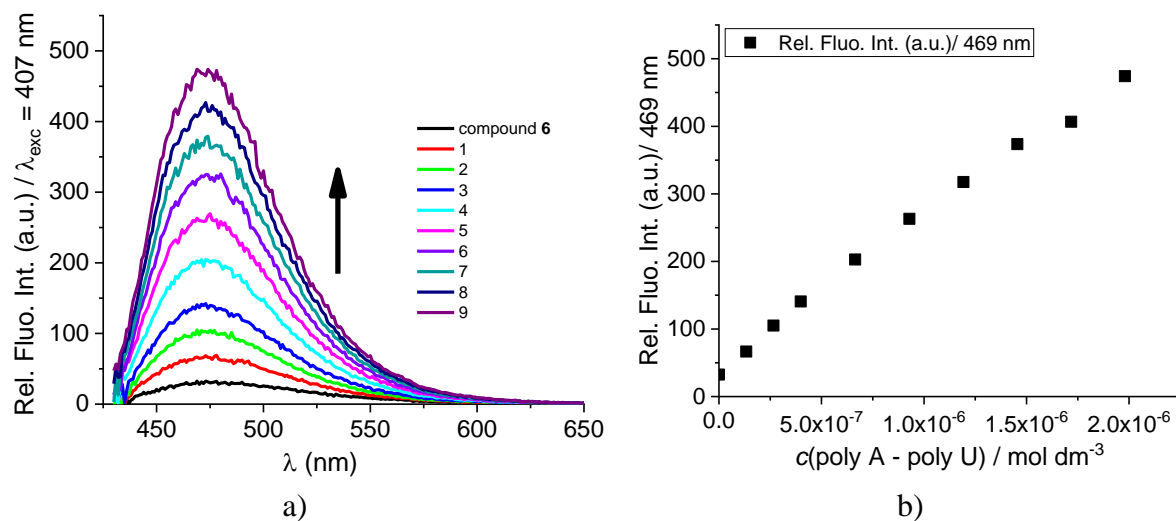 Rel. Fluo. Int. (a.u.) / λexc = 407 nm
500
400
300
200
100
0
450
500
550
600
650
λ (nm)
compound 6
1
2
3
4
5
6
7
8
9
a)
b)
Rel. Fluo. Int. (a.u.)/ 469 nm
Rel. Fluo. Int. (a.u.)/ 469 nm
500
400
300
200
100
0
0.0
5.0x10-7
1.0x10-6
1.5x10-6
2.0x10-6
c(poly A - poly U) / mol dm-3
b)